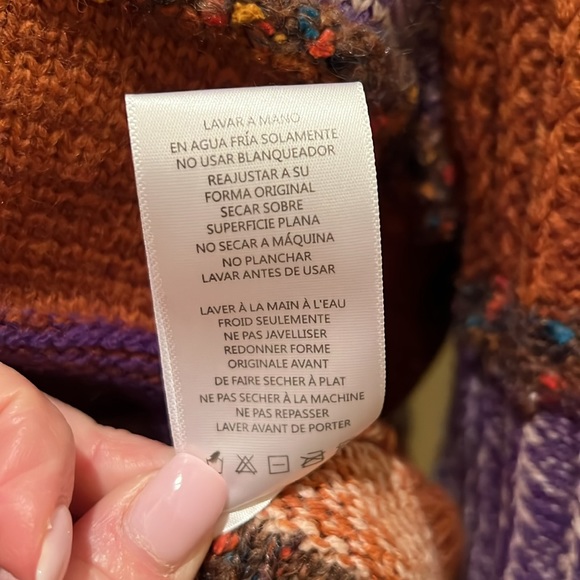 LAVAR A MANO
EN AGUA FRÍA SOLAMENTE
NO USAR BLANQUEADOR
REAJUSTAR A SU
FORMA ORIGINAL
SECAR SOBRE
SUPERFICIE PLANA
NO SECAR A MÁQUINA
NO PLANCHAR
LAVAR ANTES DE USAR
LAVER À LA MAIN À L'EAU
FROID SEULEMENTE
NE PAS JAVELLISER
REDONNER FORME
ORIGINALE AVANT
DE FAIRE SECHER À PLAT
NE PAS SECHER À LA MACHINE
NE PAS REPASSER
LAVER AVANT DE PORTER